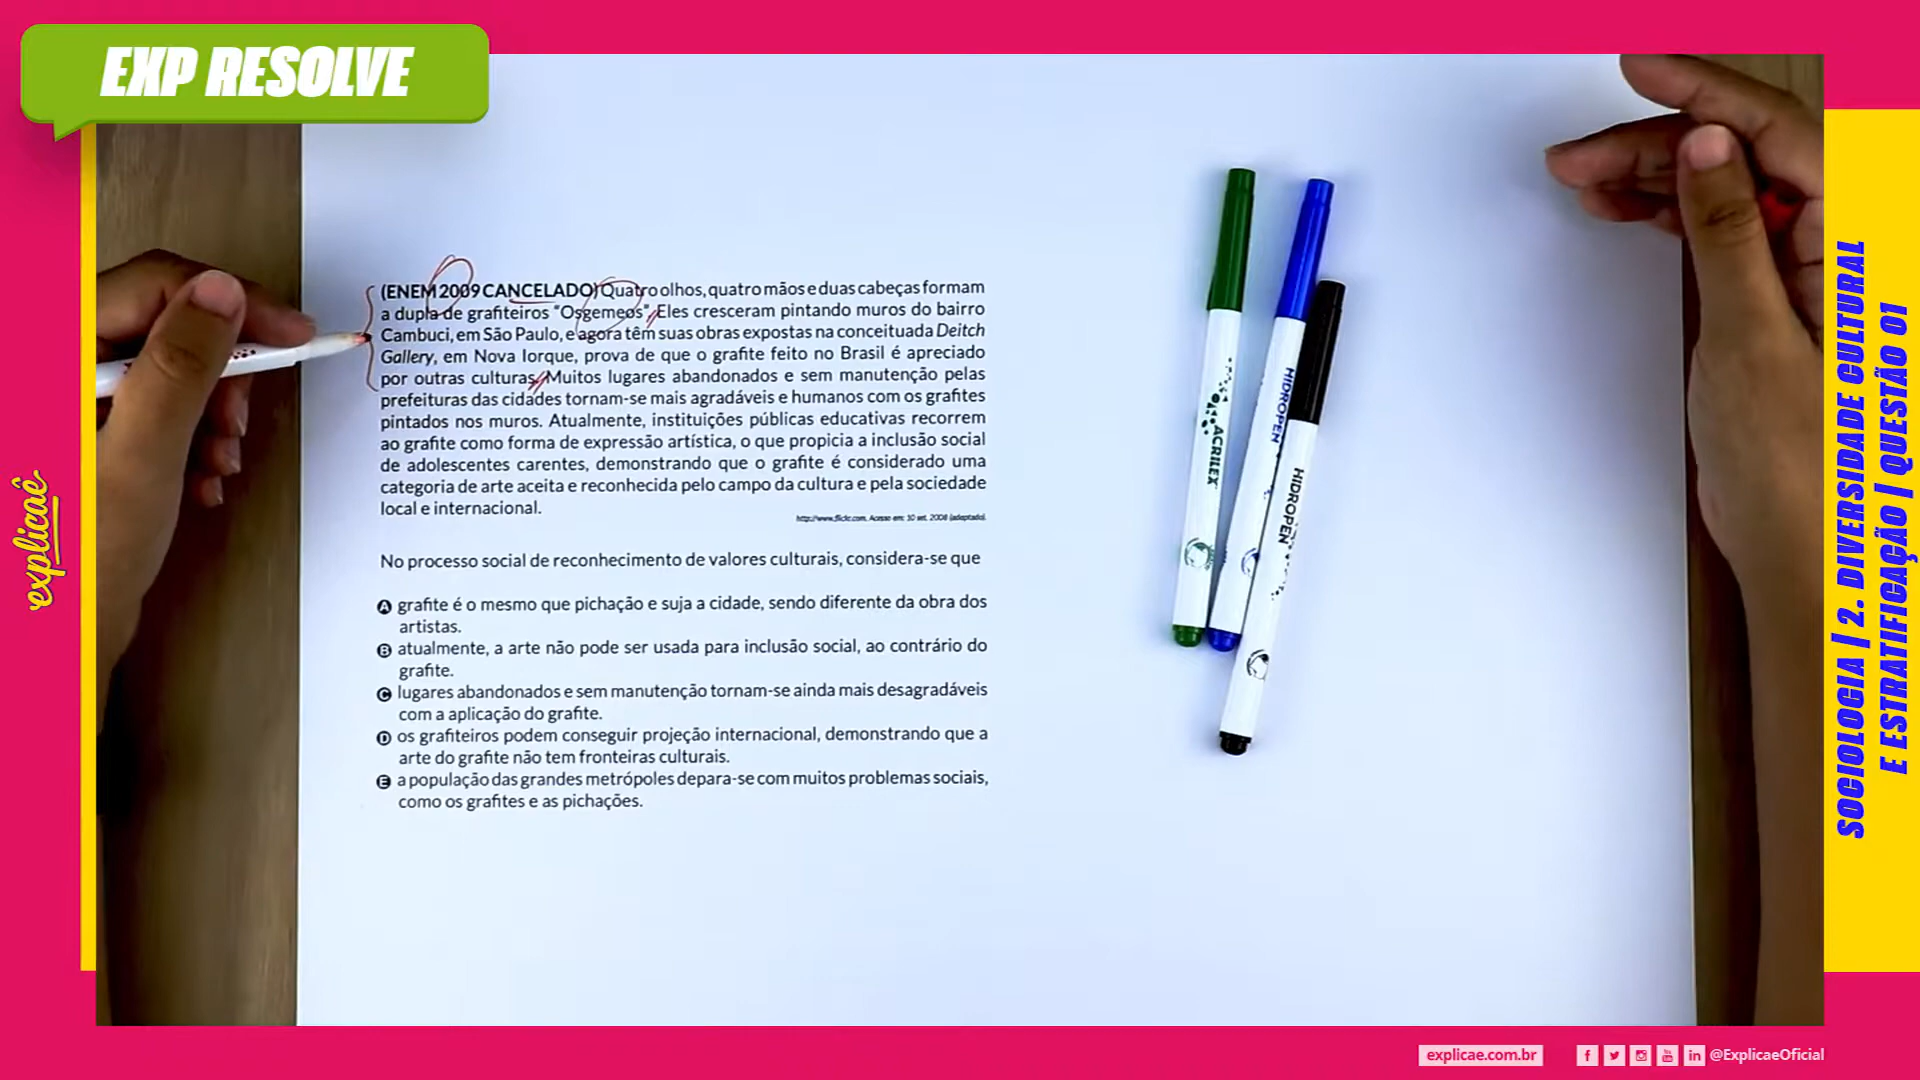 EXP RESOLVE
(ENEM 2009 CANCELADO) Quatro olhos, quatro mãos e duas cabeças formam
a dupla de grafiteiros "Osgemeos". Eles cresceram pintando muros do bairro
Cambuci, em São Paulo, e agora têm suas obras expostas na conceituada Deitch
Gallery, em Nova Iorque, prova de que o grafite feito no Brasil é apreciado
por outras culturas. Muitos lugares abandonados e sem manutenção pelas
prefeituras das cidades tornam-se mais agradáveis e humanos com os grafites
pintados nos muros. Atualmente, instituições públicas educativas recorrem
ao grafite como forma de expressão artística, o que propicia a inclusão social
de adolescentes carentes, demonstrando que o grafite é considerado uma
categoria de arte aceita e reconhecida pelo campo da cultura e pela sociedade
local e internacional.
http://www.flickr.com. Acesso em: 10 set. 2008 (adaptado).
No processo social de reconhecimento de valores culturais, considera-se que
A grafite é o mesmo que pichação e suja a cidade, sendo diferente da obra dos
artistas.
B atualmente, a arte não pode ser usada para inclusão social, ao contrário do
grafite.
C lugares abandonados e sem manutenção tornam-se ainda mais desagradáveis
com a aplicação do grafite.
D os grafiteiros podem conseguir projeção internacional, demonstrando que a
arte do grafite não tem fronteiras culturais.
E a população das grandes metrópoles depara-se com muitos problemas sociais,
como os grafites e as pichações.
ACRILEX
HIDROPEN
HIDROPEN
explicaê
SOCIOLOGIA | 2. DIVERSIDADE CULTURAL
E ESTRATIFICAÇÃO | QUESTÃO 01
explicae.com.br
@ExplicaeOficial